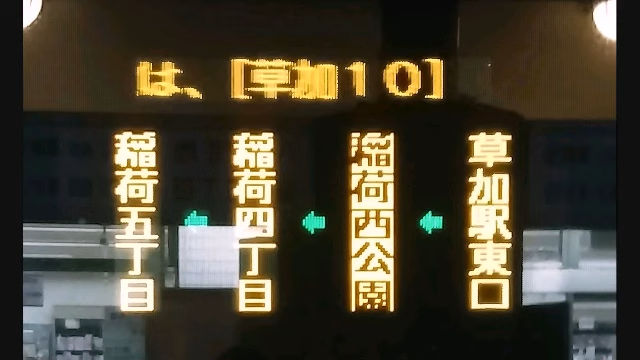 は、[草加10]
草加駅東口
←
稲荷西公園
←
稲荷四丁目
←
稲荷五丁目